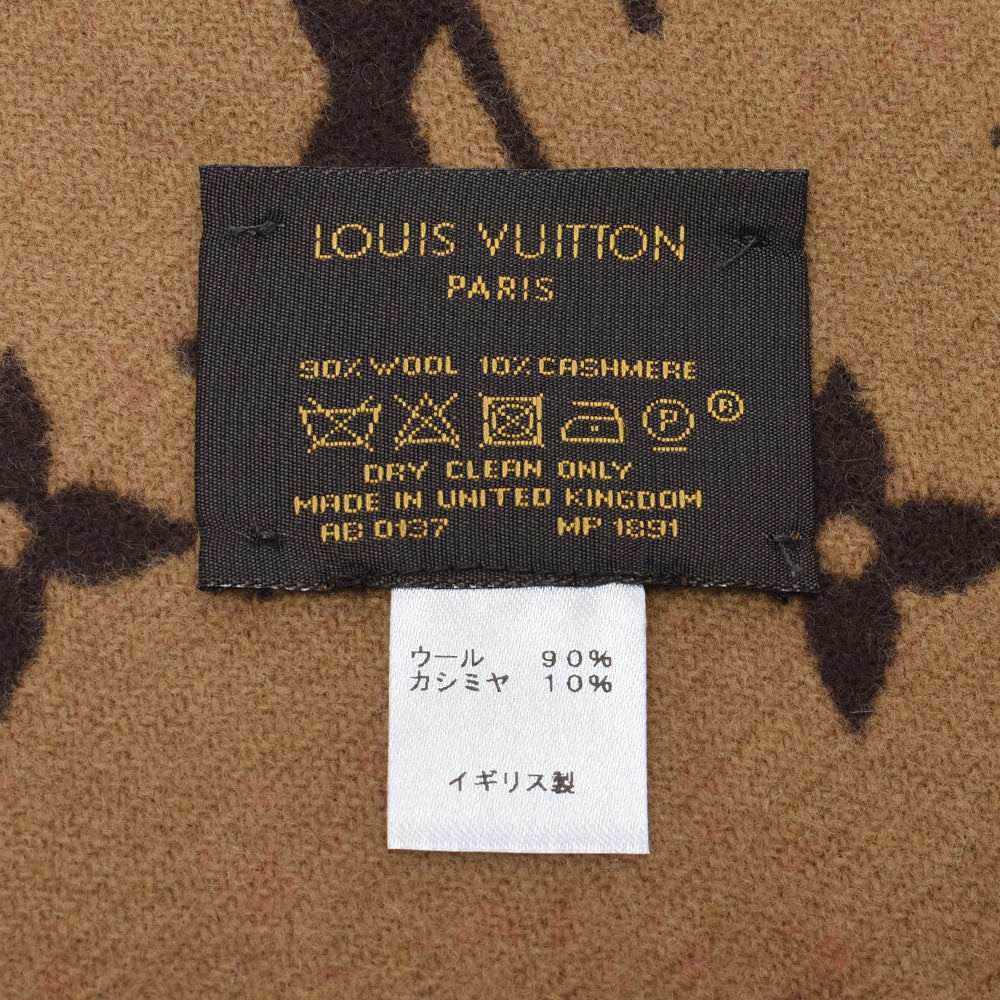 LOUIS VUITTON
PARIS
90% WOOL 10% CASHMERE
P ®
DRY CLEAN ONLY
MADE IN UNITED KINGDOM
AB 0137 MP 1891
ウール 90%
カシミヤ 10%
イギリス製